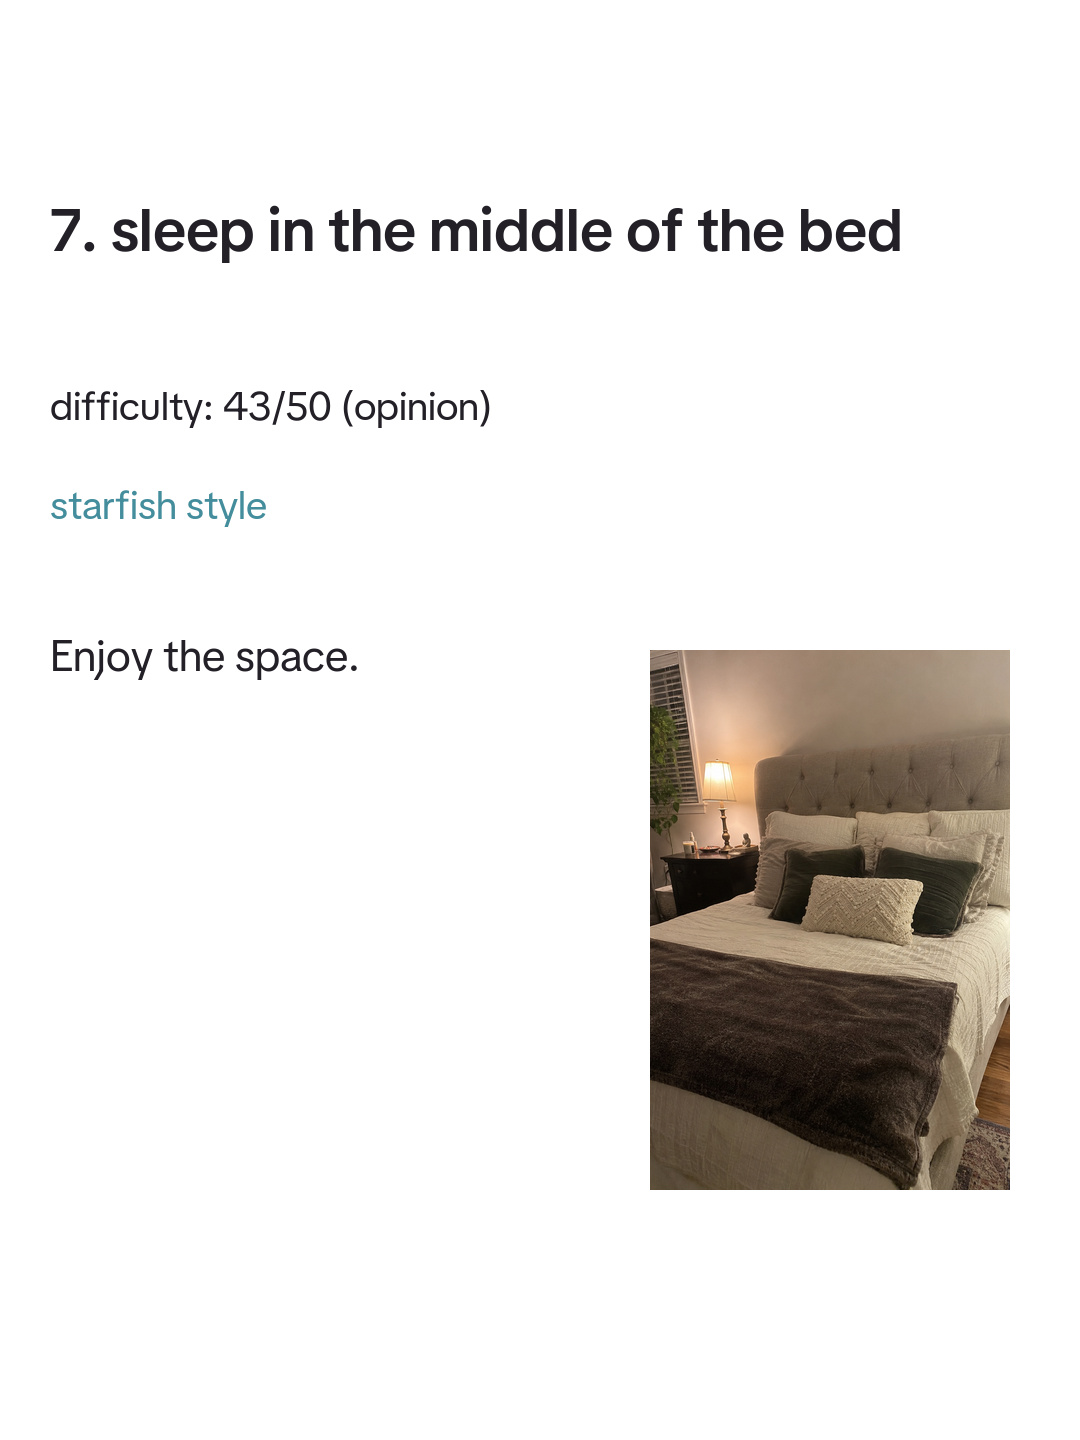 7. sleep in the middle of the bed
difficulty: 43/50 (opinion)
starfish style
Enjoy the space.